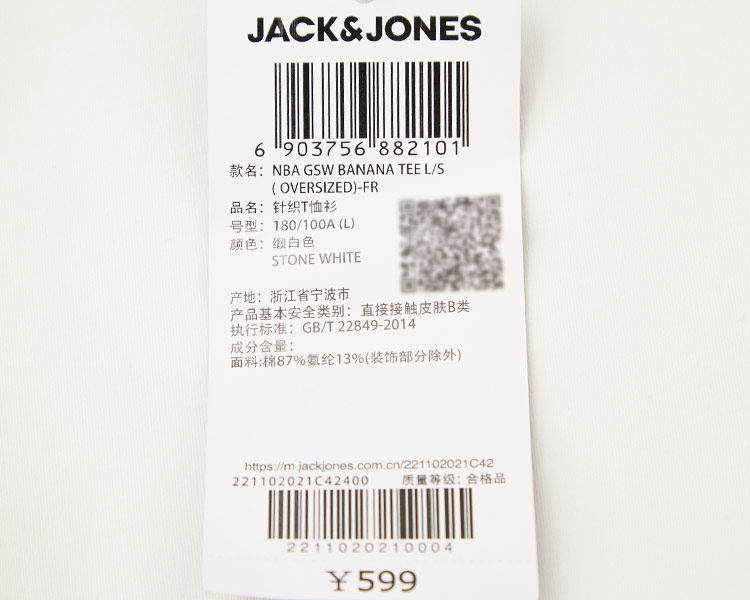 JACK&JONES
6 903756 882101
款名: NBA GSW BANANA TEE L/S
( OVERSIZED)-FR
品名: 针织T恤衫
号型: 180/100A (L)
颜色: 缎白色
STONE WHITE
产地: 浙江省宁波市
产品基本安全类别: 直接接触皮肤B类
执行标准: GB/T 22849-2014
成分含量:
面料:棉87%氨纶13%(装饰部分除外)
https://m.jackjones.com.cn/221102021C42
221102021C42400 质量等级: 合格品
2211020210004
¥599